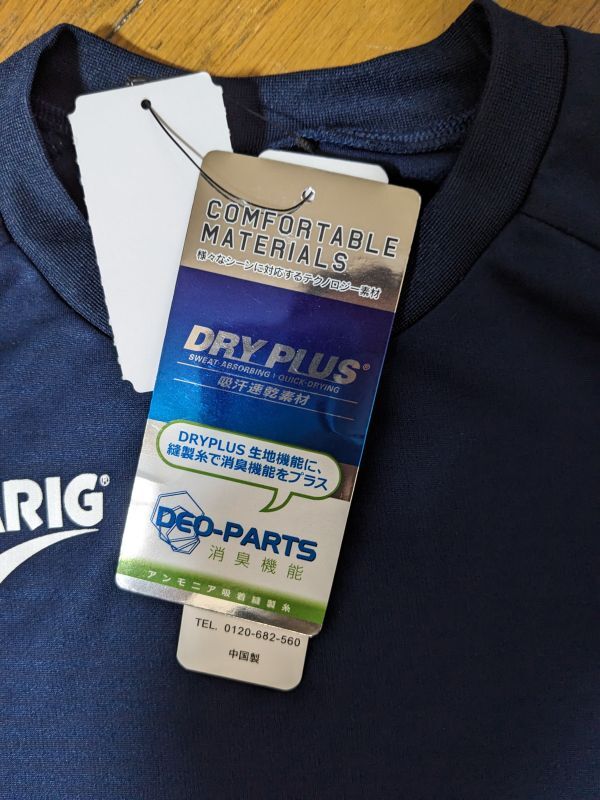 COMFORTABLE
MATERIALS
様々なシーンに対応するテクノロジー素材
DRY PLUS®
SWEAT-ABSORBING+QUICK-DRYING
吸汗速乾素材
DRYPLUS 生地機能に、
縫製糸で消臭機能をプラス
DEO-PARTS
消臭機能
アンモニア吸着縫製糸
TEL. 0120-682-560
中国製
ARIG®